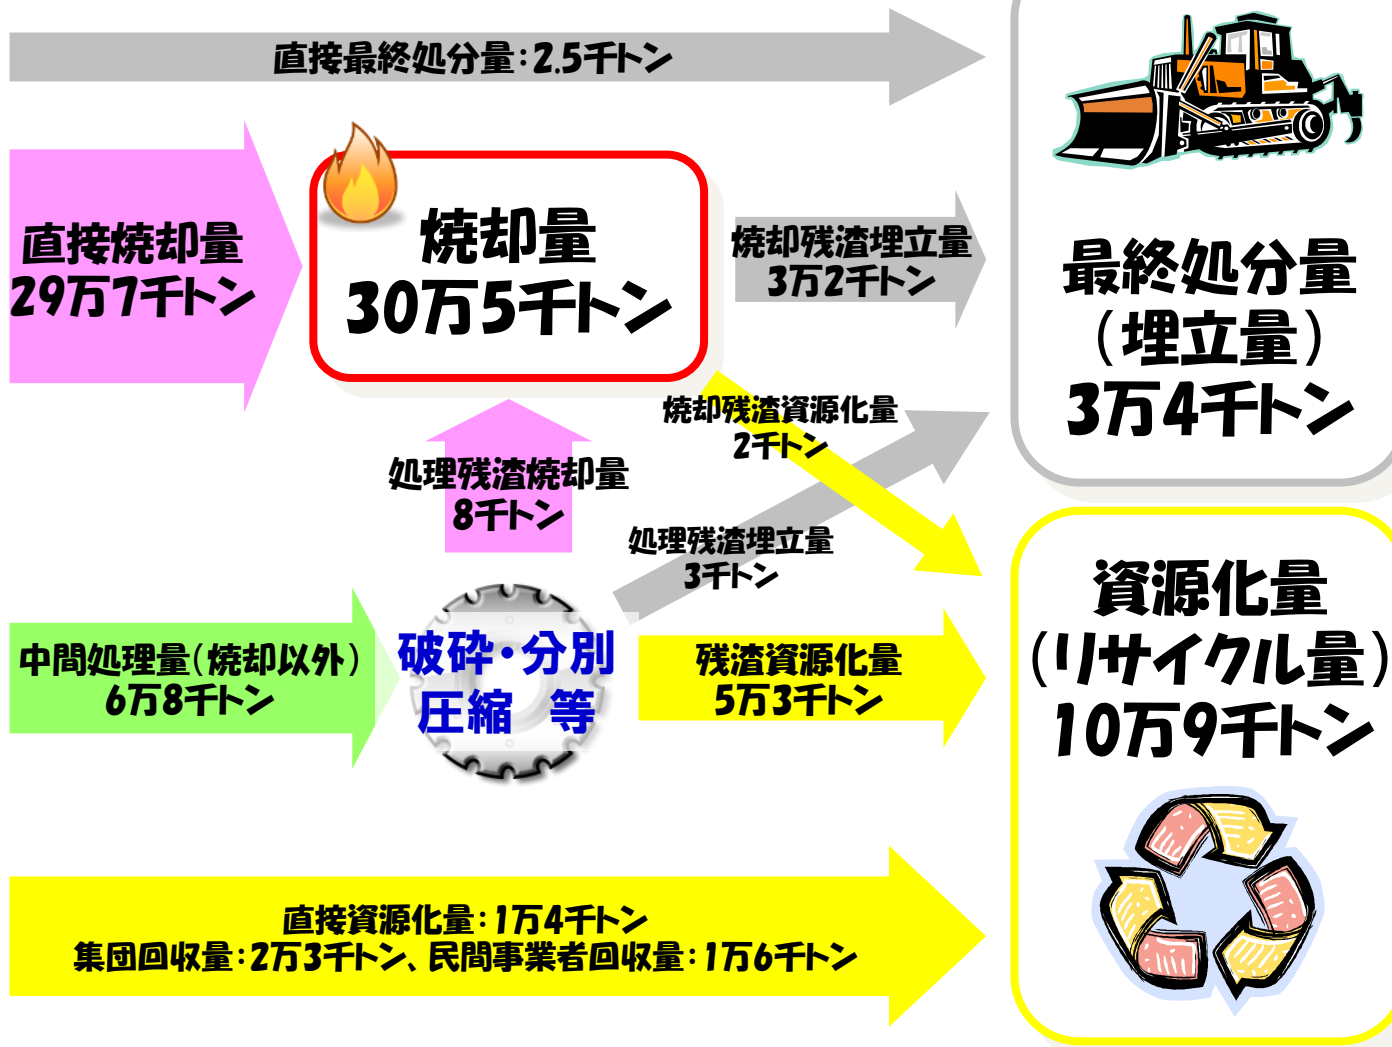 直接最終処分量：2.5千トン
直接焼却量
29万7千トン
焼却量
30万5千トン
焼却残渣埋立量
3万2千トン
最終処分量
（埋立量）
3万4千トン
焼却残渣資源化量
2千トン
処理残渣焼却量
8千トン
処理残渣埋立量
3千トン
中間処理量（焼却以外）
6万8千トン
破砕・分別
圧縮　等
残渣資源化量
5万3千トン
資源化量
（リサイクル量）
10万9千トン
直接資源化量：1万4千トン
集団回収量：2万3千トン、民間事業者回収量：1万6千トン